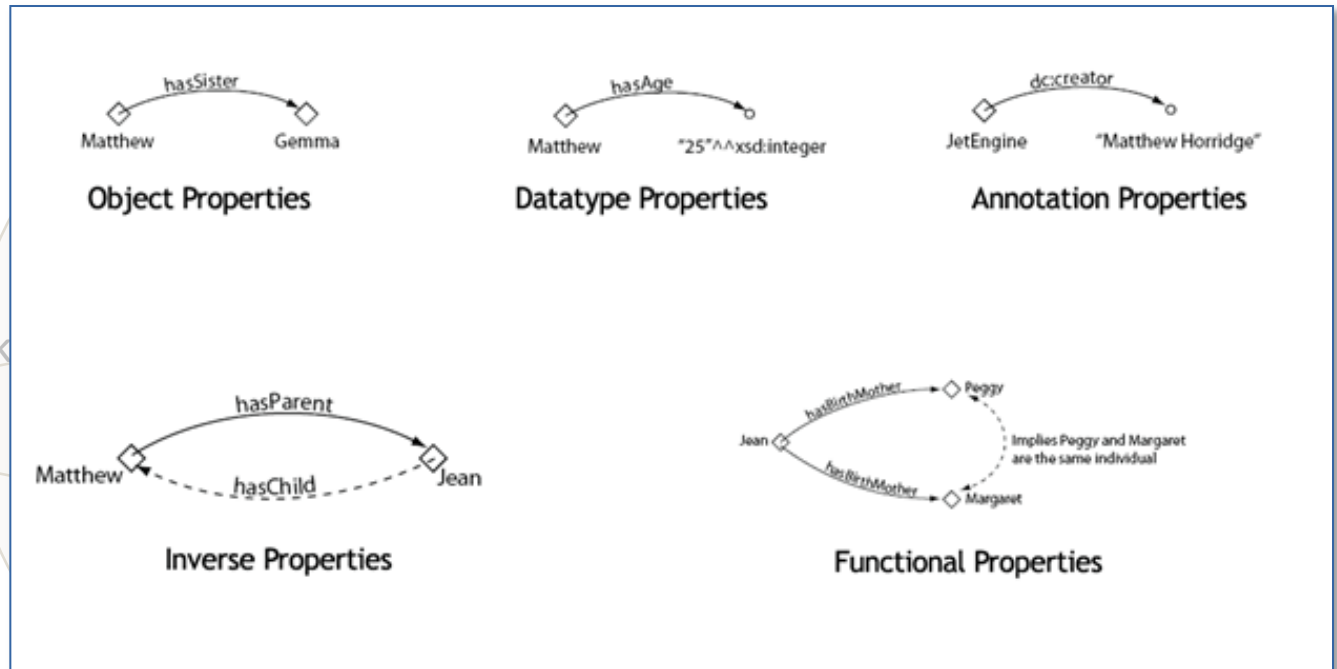 hasSister
Matthew
Gemma
Object Properties
hasAge
Matthew
"25"^^xsd:integer
Datatype Properties
dc:creator
JetEngine
"Matthew Horridge"
Annotation Properties
hasParent
Matthew
hasChild
Jean
Inverse Properties
hasBirthMother
Peggy
Jean
Implies Peggy and Margaret
are the same individual
hasBirthMother
Margaret
Functional Properties